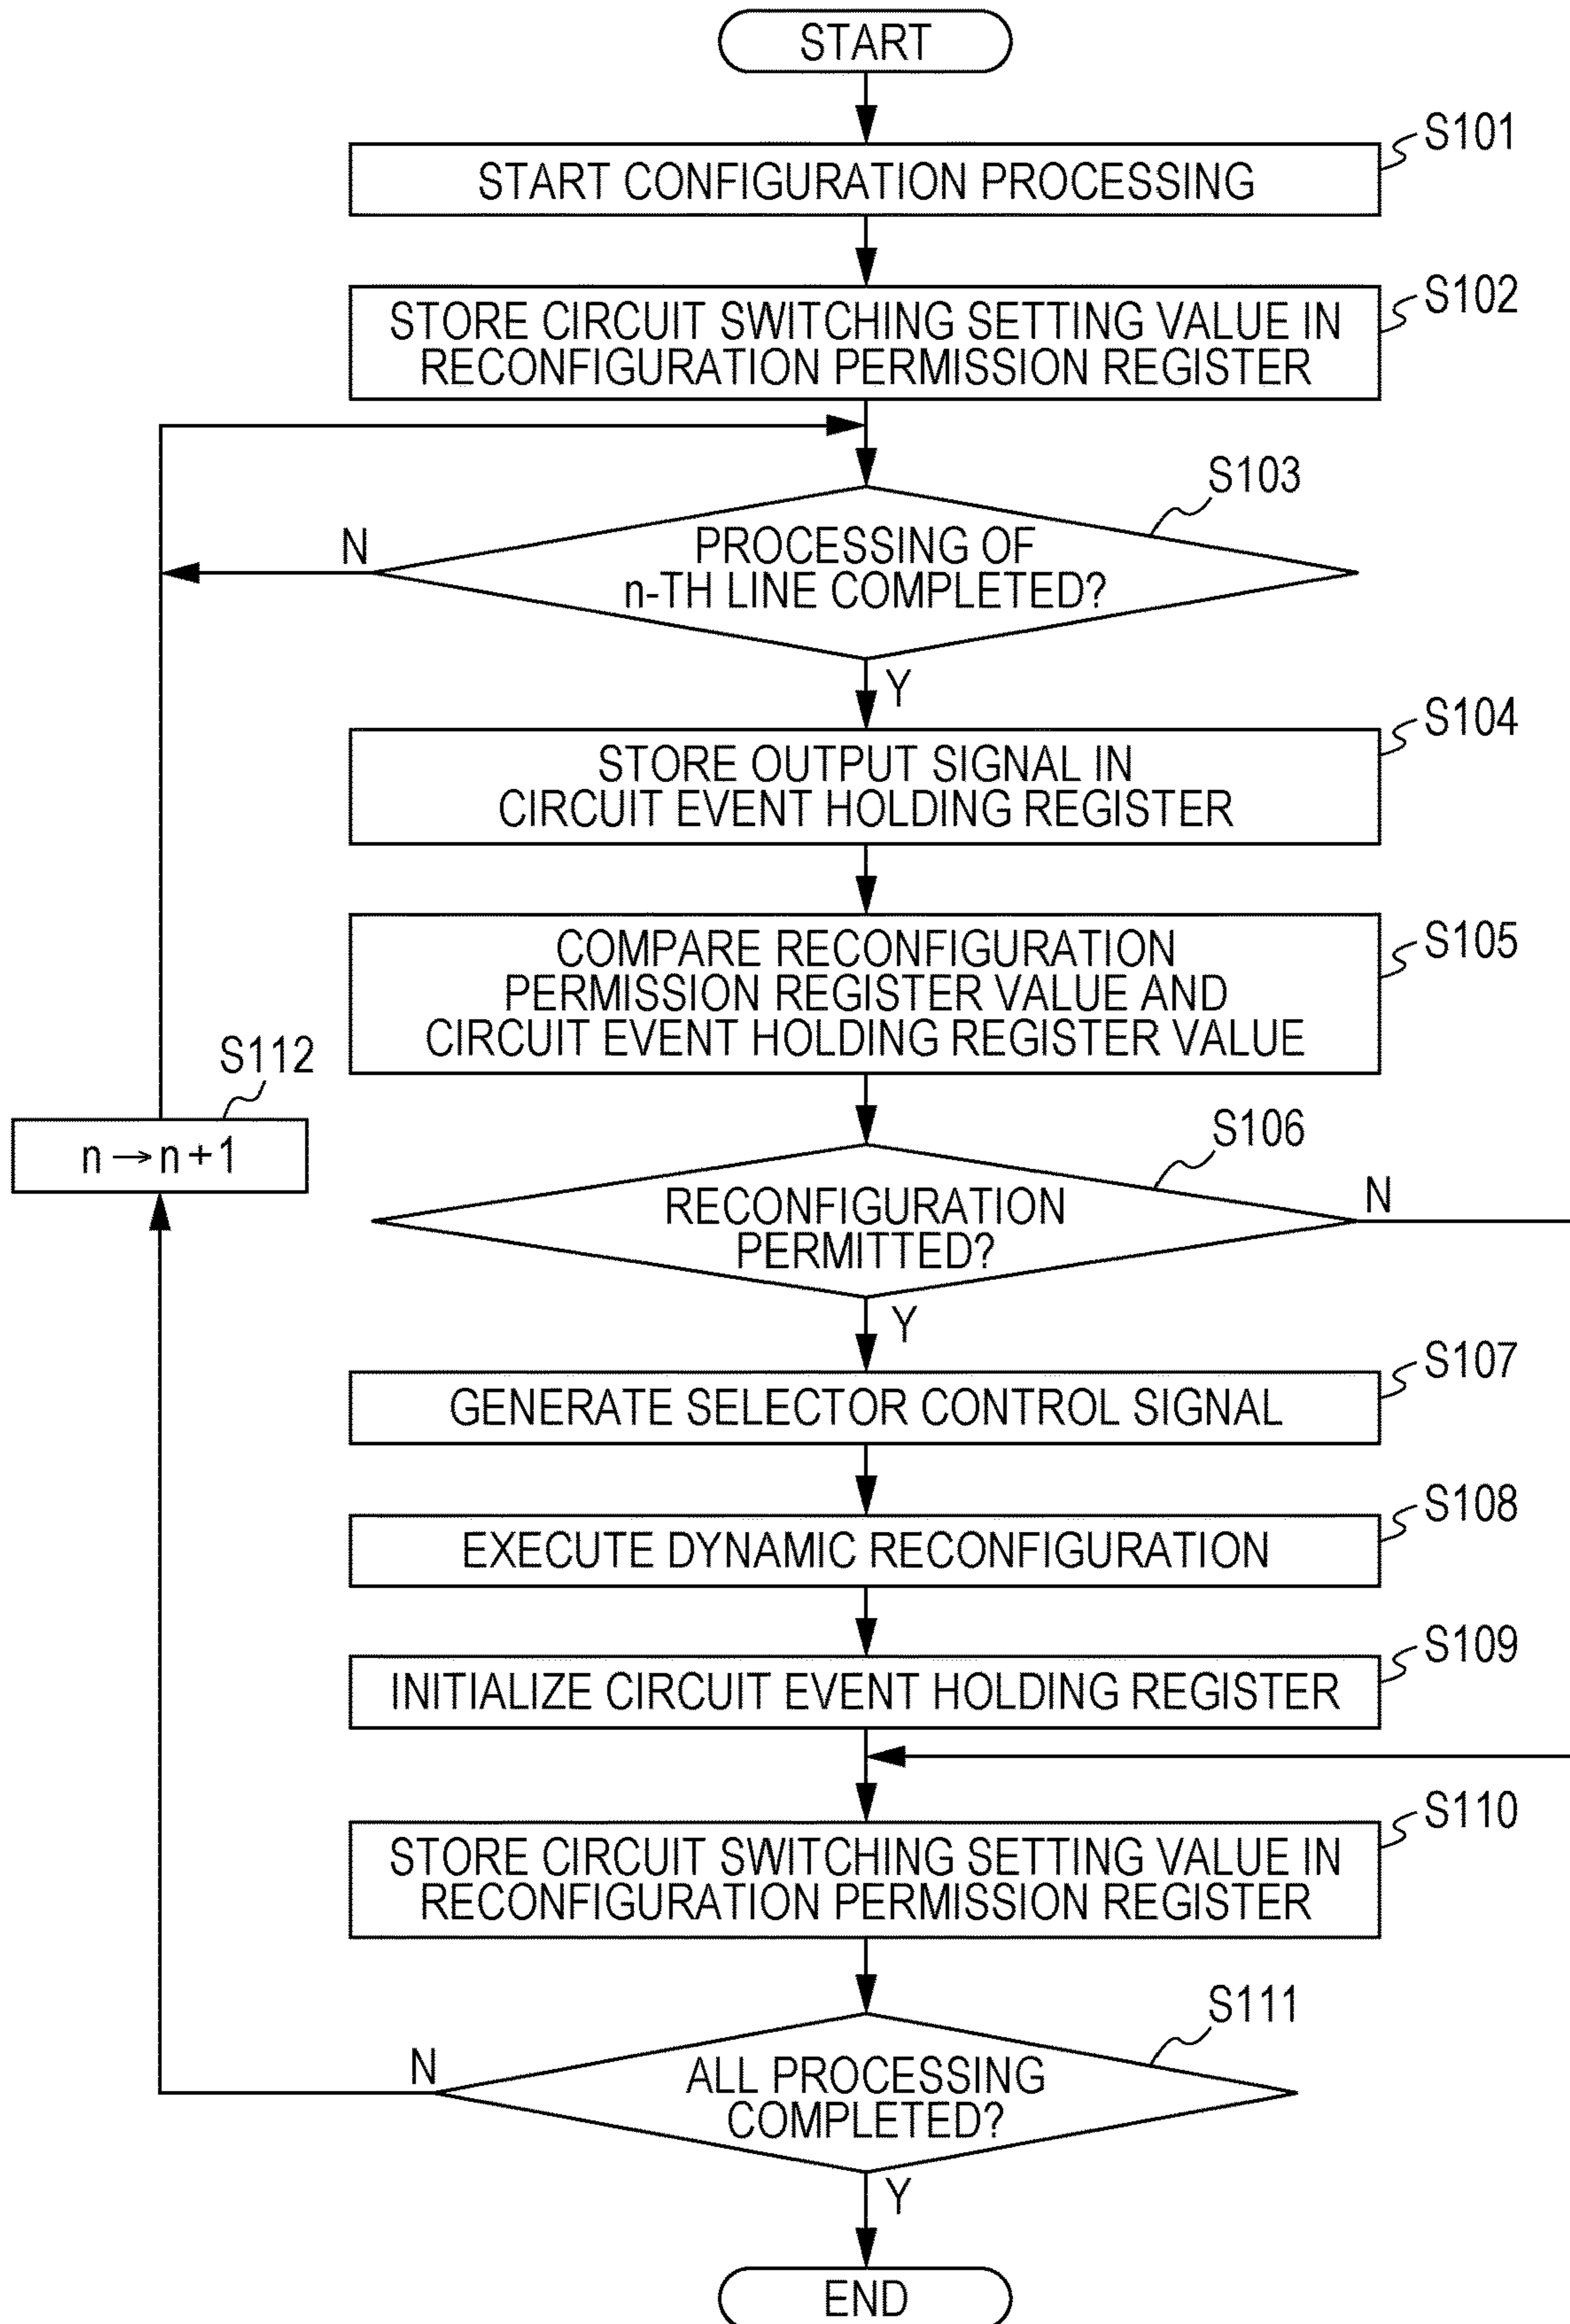 START
S101
START CONFIGURATION PROCESSING
S102
STORE CIRCUIT SWITCHING SETTING VALUE IN
RECONFIGURATION PERMISSION REGISTER
S103
N
PROCESSING OF
n-TH LINE COMPLETED?
Y
S104
STORE OUTPUT SIGNAL IN
CIRCUIT EVENT HOLDING REGISTER
S105
COMPARE RECONFIGURATION
PERMISSION REGISTER VALUE AND
CIRCUIT EVENT HOLDING REGISTER VALUE
S112
n→n+1
S106
N
RECONFIGURATION
PERMITTED?
Y
S107
GENERATE SELECTOR CONTROL SIGNAL
S108
EXECUTE DYNAMIC RECONFIGURATION
S109
INITIALIZE CIRCUIT EVENT HOLDING REGISTER
S110
STORE CIRCUIT SWITCHING SETTING VALUE IN
RECONFIGURATION PERMISSION REGISTER
S111
N
ALL PROCESSING
COMPLETED?
Y
END